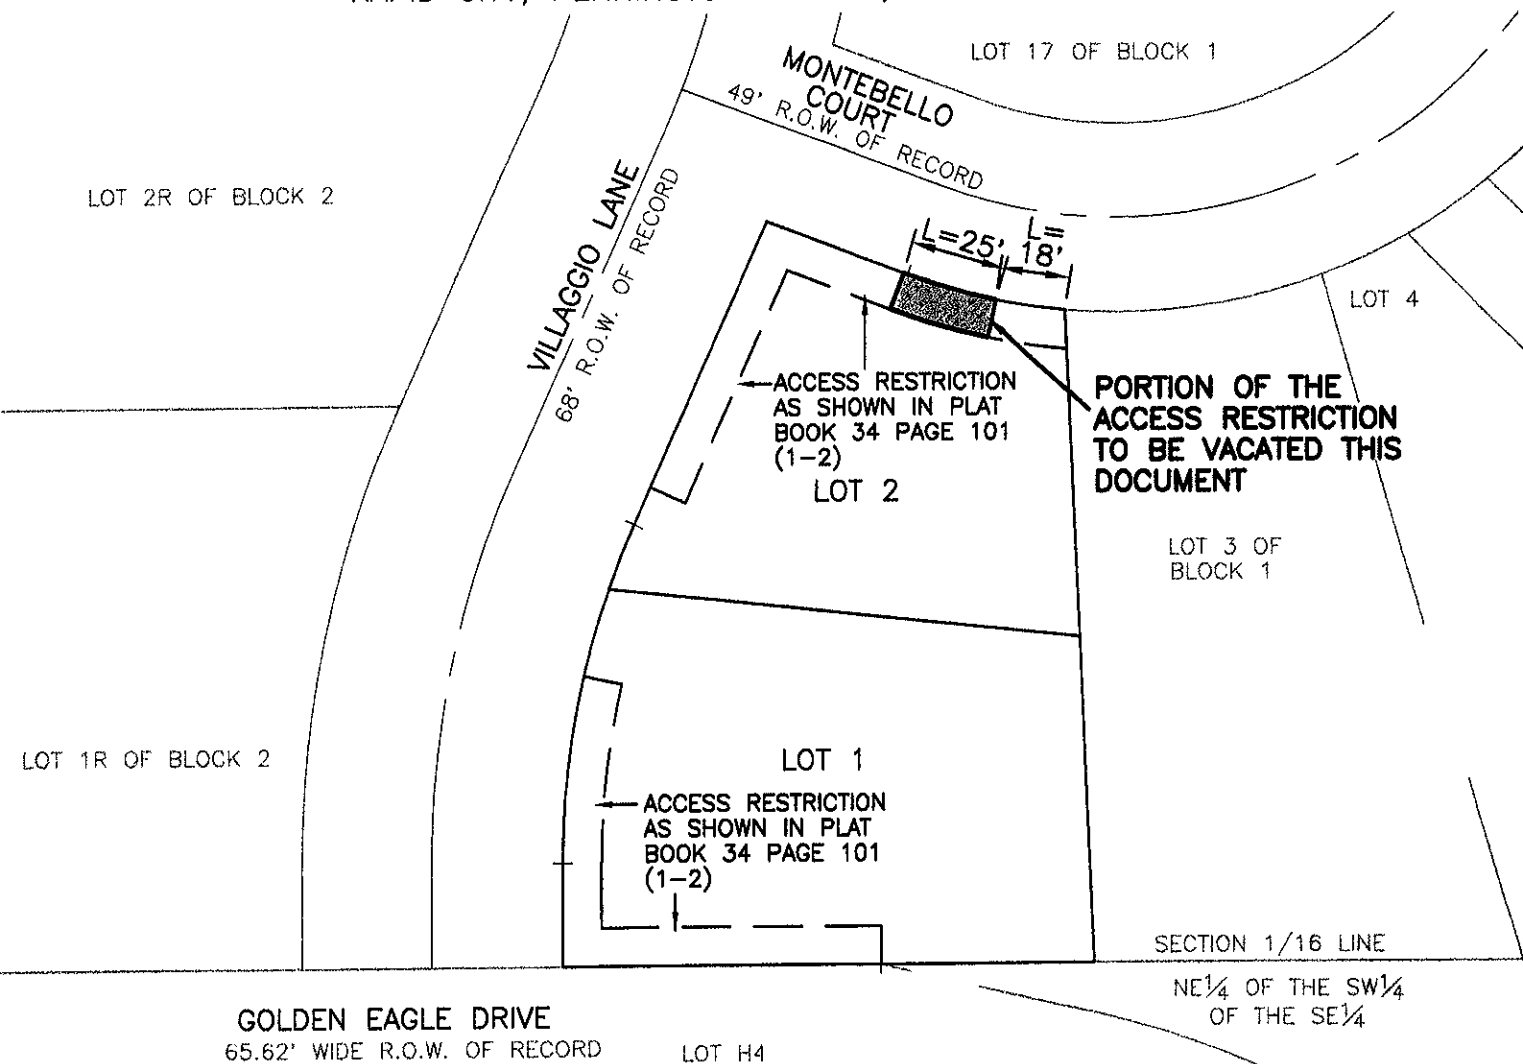 LOT 17 OF BLOCK 1
MONTEBELLO
COURT
49' R.O.W. OF RECORD
LOT 2R OF BLOCK 2
VILLAGGIO LANE
68' R.O.W. OF RECORD
L=25'
L=
18'
LOT 4
ACCESS RESTRICTION
AS SHOWN IN PLAT
BOOK 34 PAGE 101
(1-2)
LOT 2
PORTION OF THE
ACCESS RESTRICTION
TO BE VACATED THIS
DOCUMENT
LOT 3 OF
BLOCK 1
LOT 1R OF BLOCK 2
LOT 1
ACCESS RESTRICTION
AS SHOWN IN PLAT
BOOK 34 PAGE 101
(1-2)
SECTION 1/16 LINE
NE¼ OF THE SW¼
OF THE SE¼
GOLDEN EAGLE DRIVE
65.62' WIDE R.O.W. OF RECORD
LOT H4